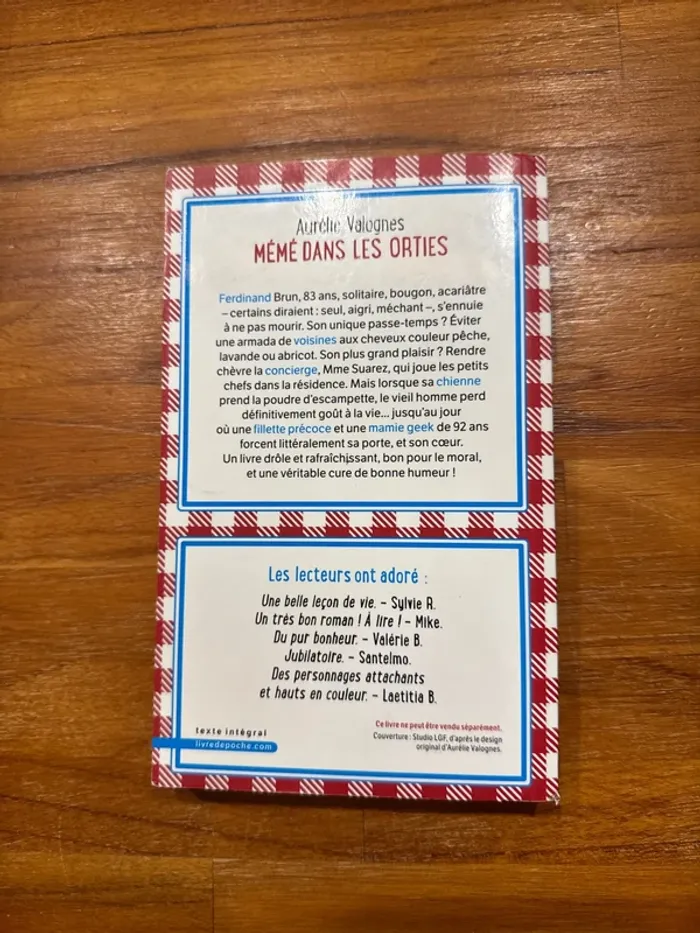 Aurélie Valognes
MÉMÉ DANS LES ORTIES
Ferdinand Brun, 83 ans, solitaire, bougon, acariâtre
– certains diraient : seul, aigri, méchant –, s'ennuie
à ne pas mourir. Son unique passe-temps ? Éviter
une armada de voisines aux cheveux couleur pêche,
lavande ou abricot. Son plus grand plaisir ? Rendre
chèvre la concierge, Mme Suarez, qui joue les petits
chefs dans la résidence. Mais lorsque sa chienne
prend la poudre d'escampette, le vieil homme perd
définitivement goût à la vie... jusqu'au jour
où une fillette précoce et une mamie geek de 92 ans
forcent littéralement sa porte, et son cœur.
Un livre drôle et rafraîchissant, bon pour le moral,
et une véritable cure de bonne humeur !
Les lecteurs ont adoré :
Une belle leçon de vie. – Sylvie R.
Un très bon roman ! À lire ! – Mike.
Du pur bonheur. – Valérie B.
Jubilatoire. – Santelmo.
Des personnages attachants
et hauts en couleur. – Laetitia B.
texte intégral
livredepoche.com
Ce livre ne peut être vendu séparément.
Couverture : Studio LGF, d'après le design
original d'Aurélie Valognes.